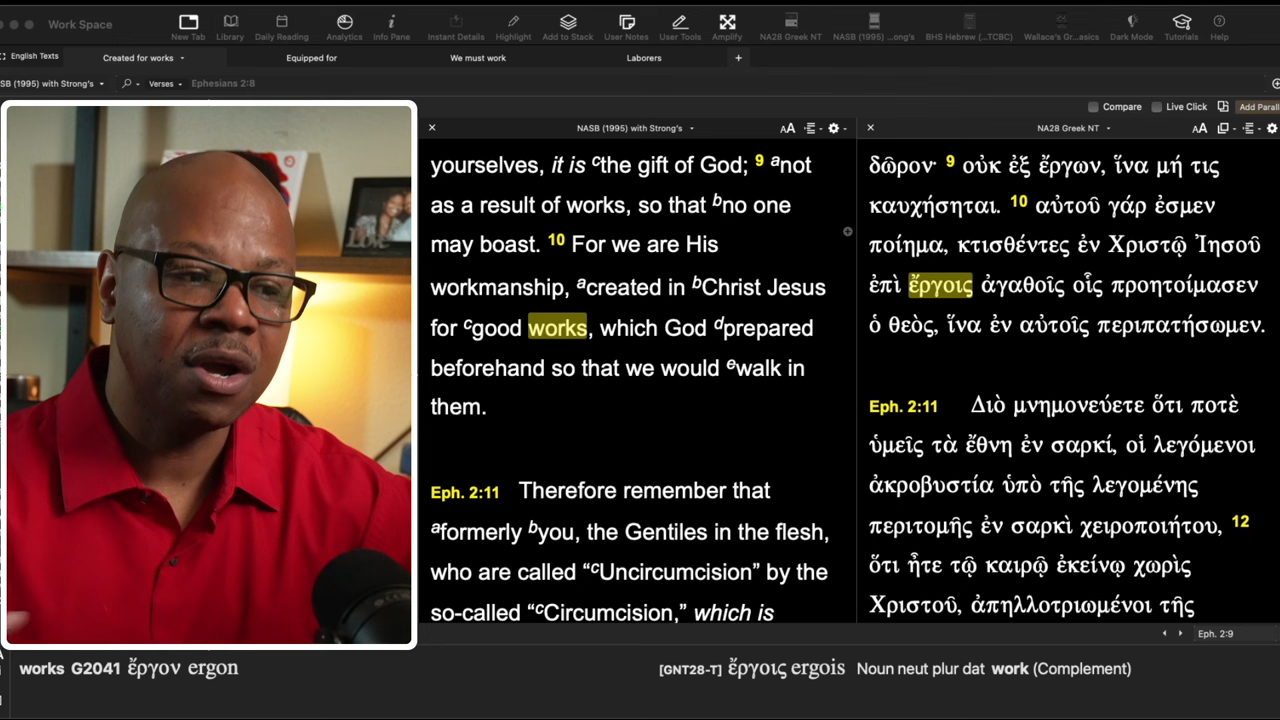 Work Space
New Tab
Library
Daily Reading
Analytics
Info Pane
Instant Details
Highlight
Add to Stack
User Notes
User Tools
Amplify
NA28 Greek NT
NASB (1995) ...ong's
BHS Hebrew (...TCBC)
Wallace's Gr...asics
Dark Mode
Tutorials
Help
English Texts
Created for works
Equipped for
We must work
Laborers
+
SB (1995) with Strong's
Verses
Ephesians 2:8
Compare
Live Click
Add Parall
NASB (1995) with Strong's
AA
yourselves, it is cthe gift of God; 9 anot
as a result of works, so that bno one
may boast. 10 For we are His
workmanship, acreated in bChrist Jesus
for cgood works, which God dprepared
beforehand so that we would ewalk in
them.
Eph. 2:11 Therefore remember that
aformerly byou, the Gentiles in the flesh,
who are called “cUncircumcision” by the
so-called “cCircumcision,” which is
NA28 Greek NT
AA
δῶρον· 9 οὐκ ἐξ ἔργων, ἵνα μή τις
καυχήσηται. 10 αὐτοῦ γάρ ἐσμεν
ποίημα, κτισθέντες ἐν Χριστῷ Ἰησοῦ
ἐπὶ ἔργοις ἀγαθοῖς οἷς προητοίμασεν
ὁ θεὸς, ἵνα ἐν αὐτοῖς περιπατήσωμεν.
Eph. 2:11 Διὸ μνημονεύετε ὅτι ποτὲ
ὑμεῖς τὰ ἔθνη ἐν σαρκί, οἱ λεγόμενοι
ἀκροβυστία ὑπὸ τῆς λεγομένης
περιτομῆς ἐν σαρκὶ χειροποιήτου, 12
ὅτι ἦτε τῷ καιρῷ ἐκείνῳ χωρὶς
Χριστοῦ, ἀπηλλοτριωμένοι τῆς
Eph. 2:9
LOVE
works G2041 ἔργον ergon
[GNT28-T] ἔργοις ergois Noun neut plur dat work (Complement)